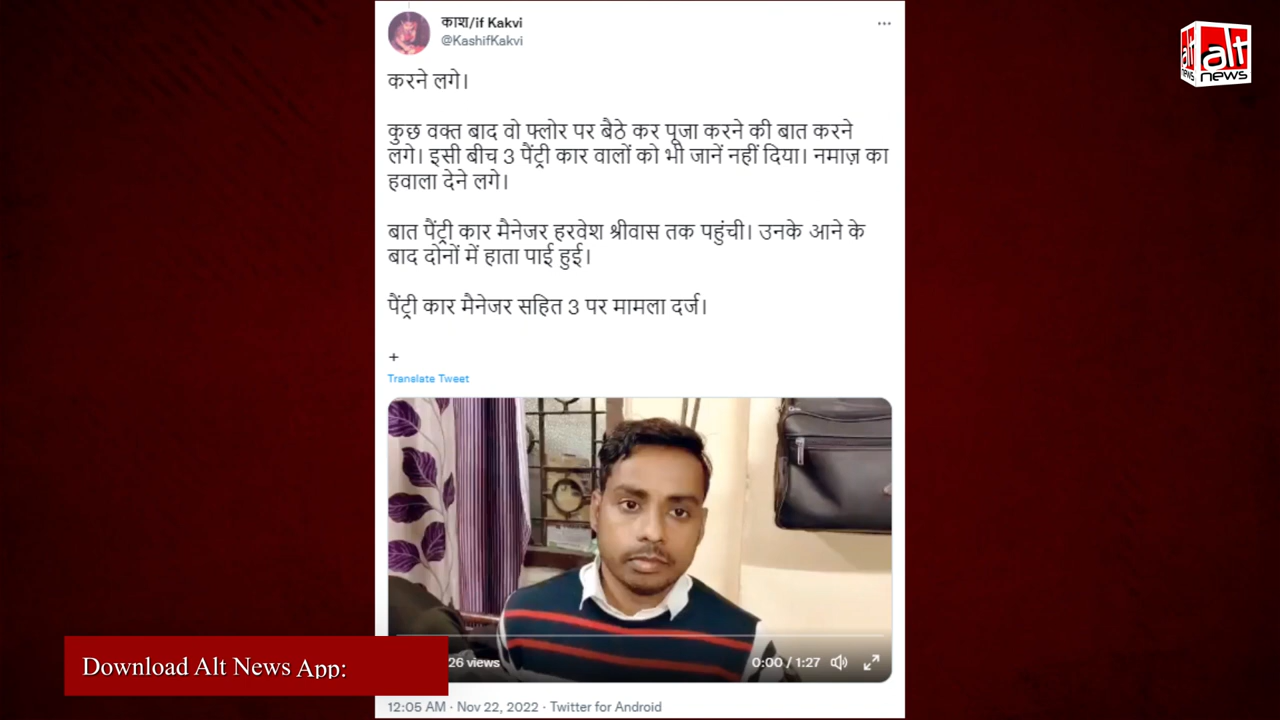 काश/if Kakvi
@KashifKakvi
करने लगे।
कुछ वक्त बाद वो फ्लोर पर बैठे कर पूजा करने की बात करने
लगे। इसी बीच 3 पैंट्री कार वालों को भी जानें नहीं दिया। नमाज़ का
हवाला देने लगे।
बात पैंट्री कार मैनेजर हरवेश श्रीवास तक पहुंची। उनके आने के
बाद दोनों में हाता पाई हुई।
पैंट्री कार मैनेजर सहित 3 पर मामला दर्ज।
+
Translate Tweet
26 views
0:00 / 1:27
12:05 AM · Nov 22, 2022 · Twitter for Android
Download Alt News App:
alt
news